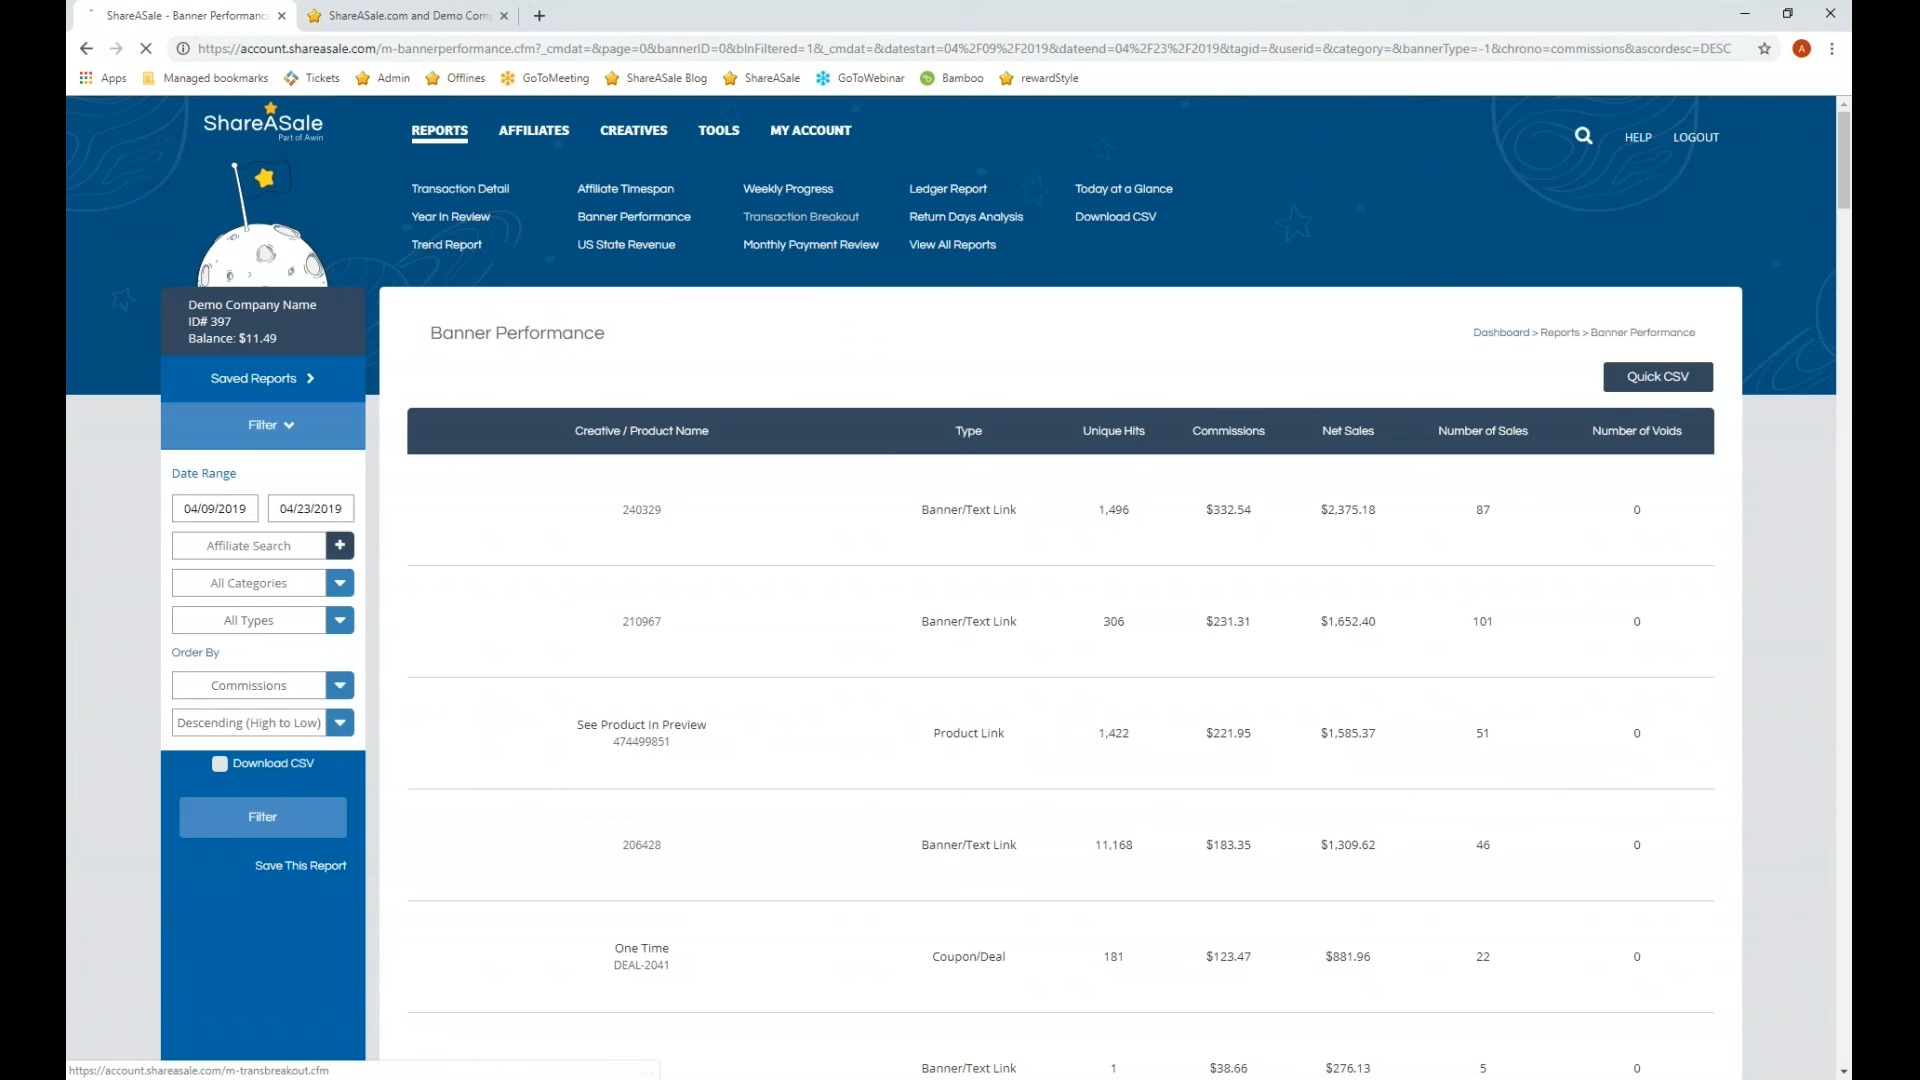 ShareASale - Banner Performance
ShareASale.com and Demo Com
https://account.shareasale.com/m-bannerperformance.cfm?_cmdat=&page=0&bannerID=0&blnFiltered=1&_cmdat=&datestart=04%2F09%2F2019&dateend=04%2F23%2F2019&tagid=&userid=&category=&bannerType=-1&chrono=commissions&ascordesc=DESC
A
Apps Managed bookmarks Tickets Admin Offlines GoToMeeting ShareASale Blog ShareASale GoToWebinar Bamboo rewardStyle
ShareASale
Part of Awin
REPORTS AFFILIATES CREATIVES TOOLS MY ACCOUNT
HELP LOGOUT
Transaction Detail Affiliate Timespan Weekly Progress Ledger Report Today at a Glance
Year In Review Banner Performance Transaction Breakout Return Days Analysis Download CSV
Trend Report US State Revenue Monthly Payment Review View All Reports
Demo Company Name
ID# 397
Balance: $11.49
Saved Reports
Filter
Date Range
04/09/2019 04/23/2019
Affiliate Search +
All Categories
All Types
Order By
Commissions
Descending (High to Low)
Download CSV
Filter
Save This Report
Banner Performance
Dashboard > Reports > Banner Performance
Quick CSV
Creative / Product Name Type Unique Hits Commissions Net Sales Number of Sales Number of Voids
240329 Banner/Text Link 1,496 $332.54 $2,375.18 87 0
210967 Banner/Text Link 306 $231.31 $1,652.40 101 0
See Product In Preview
474499851 Product Link 1,422 $221.95 $1,585.37 51 0
206428 Banner/Text Link 11,168 $183.35 $1,309.62 46 0
One Time
DEAL-2041 Coupon/Deal 181 $123.47 $881.96 22 0
Banner/Text Link 1 $38.66 $276.13 5 0
https://account.shareasale.com/m-transbreakout.cfm